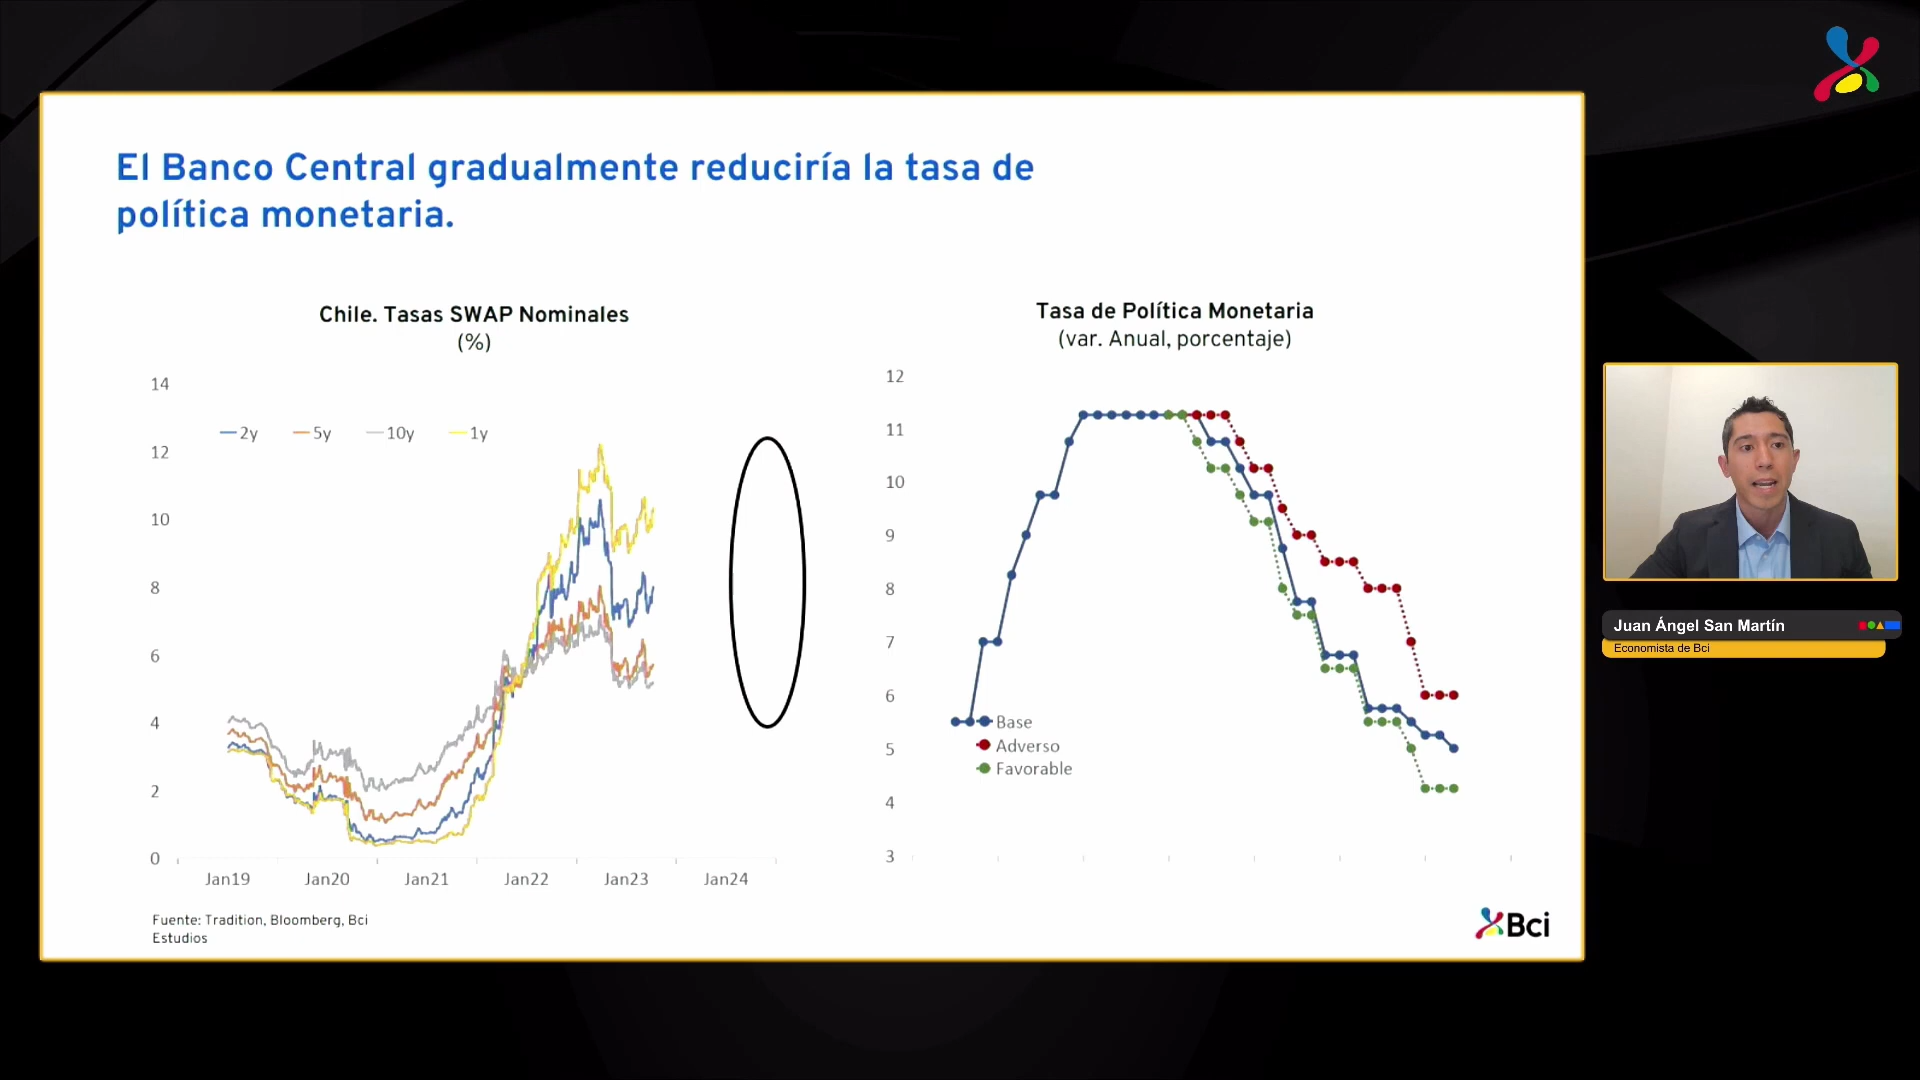 El Banco Central gradualmente reduciría la tasa de
política monetaria.
Chile. Tasas SWAP Nominales
(%)
14
12
10
8
6
4
2
0
2y 5y 10y 1y
Jan19 Jan20 Jan21 Jan22 Jan23 Jan24
Fuente: Tradition, Bloomberg, Bci
Estudios
Tasa de Política Monetaria
(var. Anual, porcentaje)
12
11
10
9
8
7
6
5
4
3
Base
Adverso
Favorable
Bci
Juan Ángel San Martín
Economista de Bci